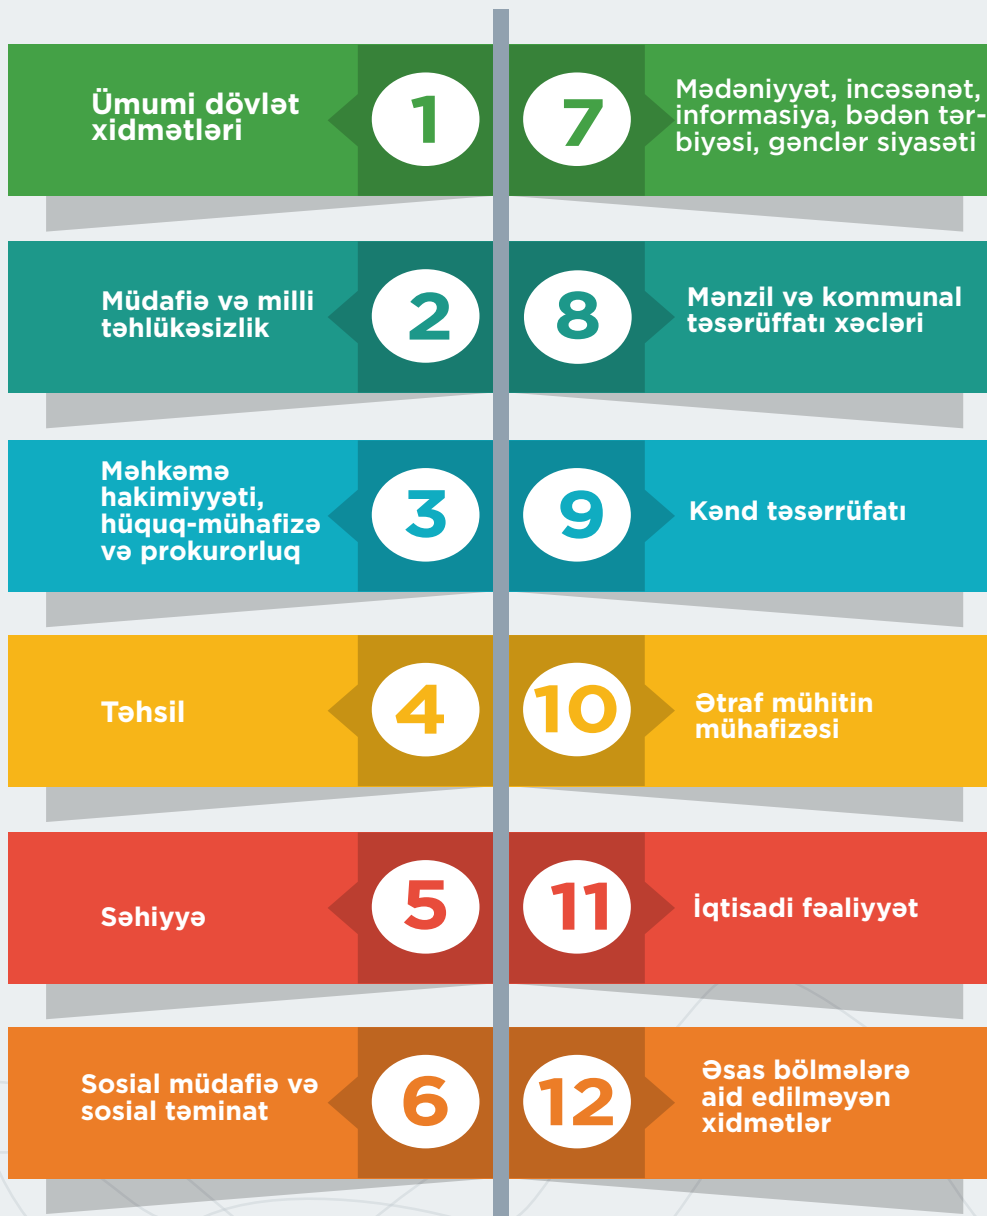 Ümumi dövlət
xidmətləri
1
Müdafiə və milli
təhlükəsizlik
2
Məhkəmə
hakimiyyəti,
hüquq-mühafizə
və prokurorluq
3
Təhsil
4
Səhiyyə
5
Sosial müdafiə və
sosial təminat
6
7
Mədəniyyət, incəsənət,
informasiya, bədən tər-
biyəsi, gənclər siyasəti
8
Mənzil və kommunal
təsərüffatı xəcləri
9
Kənd təsərrüfatı
10
Ətraf mühitin
mühafizəsi
11
İqtisadi fəaliyyət
12
Əsas bölmələrə
aid edilməyən
xidmətlər